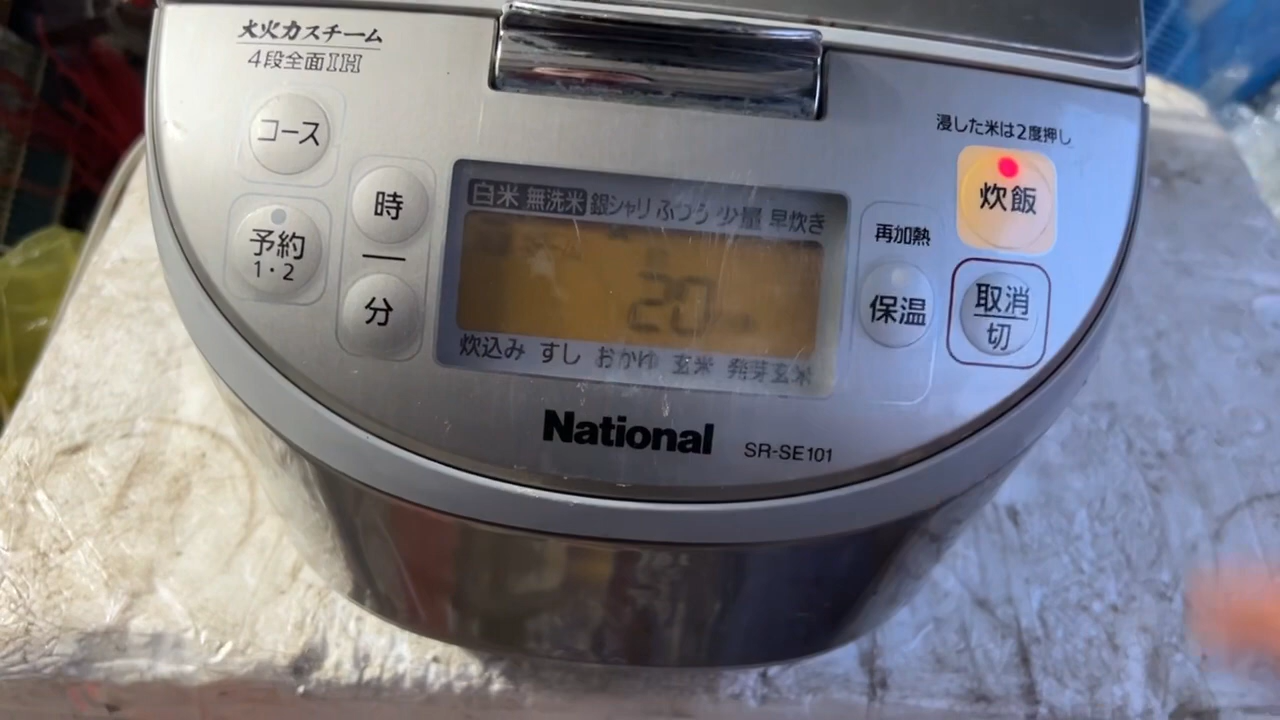 大火力スチーム
4段全面IH
コース
予約
1・2
時
分
白米 無洗米 銀シャリ ふつう 少量 早炊き
20
炊込み すし おかゆ 玄米 発芽玄米
浸した米は2度押し
炊飯
再加熱
保温
取消
切
National SR-SE101